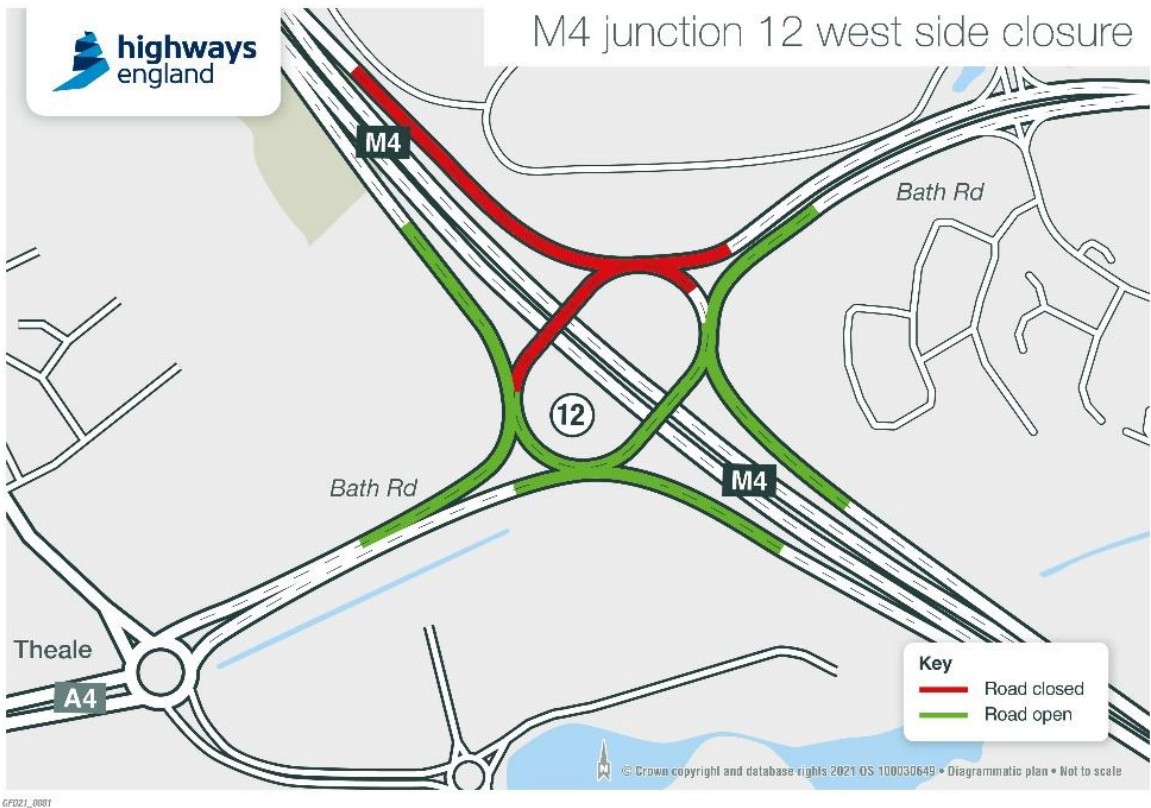 highways
england
M4 junction 12 west side closure
M4
Bath Rd
12
Bath Rd
M4
Theale
A4
Key
Road closed
Road open
N
© Crown copyright and database rights 2021 OS 100030649 • Diagrammatic plan • Not to scale
GFD21_0081